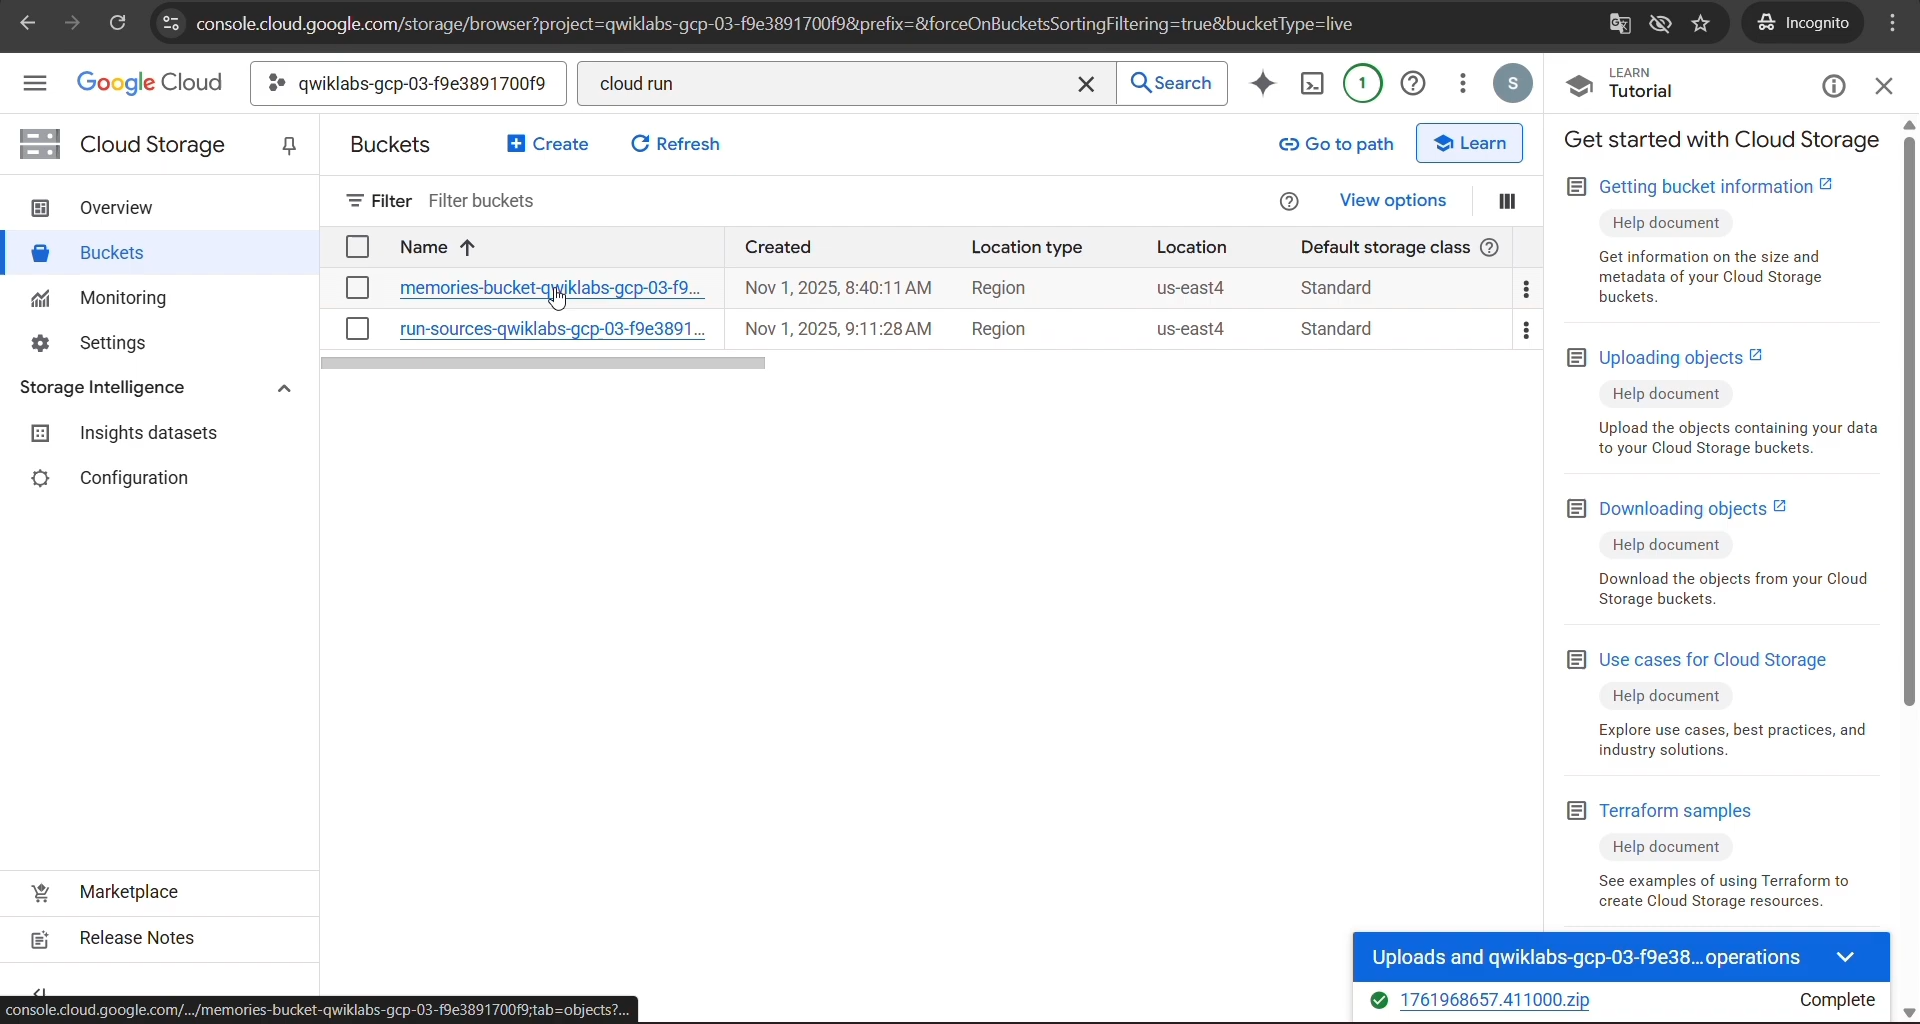 console.cloud.google.com/storage/browser?project=qwiklabs-gcp-03-f9e3891700f9&prefix=&forceOnBucketsSortingFiltering=true&bucketType=live
Incognito
Google Cloud
qwiklabs-gcp-03-f9e3891700f9
cloud run
Search
1
S
LEARN
Tutorial
Cloud Storage
Overview
Buckets
Monitoring
Settings
Storage Intelligence
Insights datasets
Configuration
Marketplace
Release Notes
Buckets
Create
Refresh
Go to path
Learn
Filter
Filter buckets
View options
Name
Created
Location type
Location
Default storage class
memories-bucket-qwiklabs-gcp-03-f9...
Nov 1, 2025, 8:40:11 AM
Region
us-east4
Standard
run-sources-qwiklabs-gcp-03-f9e3891...
Nov 1, 2025, 9:11:28 AM
Region
us-east4
Standard
Get started with Cloud Storage
Getting bucket information
Help document
Get information on the size and
metadata of your Cloud Storage
buckets.
Uploading objects
Help document
Upload the objects containing your data
to your Cloud Storage buckets.
Downloading objects
Help document
Download the objects from your Cloud
Storage buckets.
Use cases for Cloud Storage
Help document
Explore use cases, best practices, and
industry solutions.
Terraform samples
Help document
See examples of using Terraform to
create Cloud Storage resources.
Uploads and qwiklabs-gcp-03-f9e38...operations
1761968657.411000.zip
Complete
console.cloud.google.com/.../memories-bucket-qwiklabs-gcp-03-f9e3891700f9;tab=objects?...